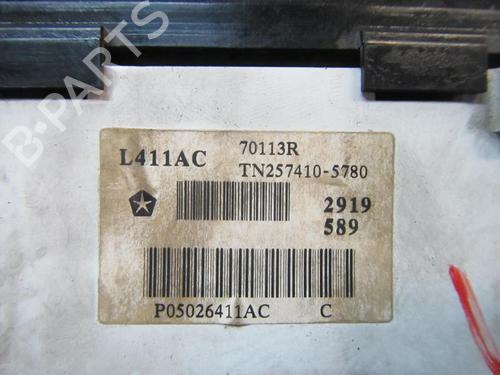 B-PARTS
L411AC 70113R
TN257410-5780
2919
589
P05026411AC C